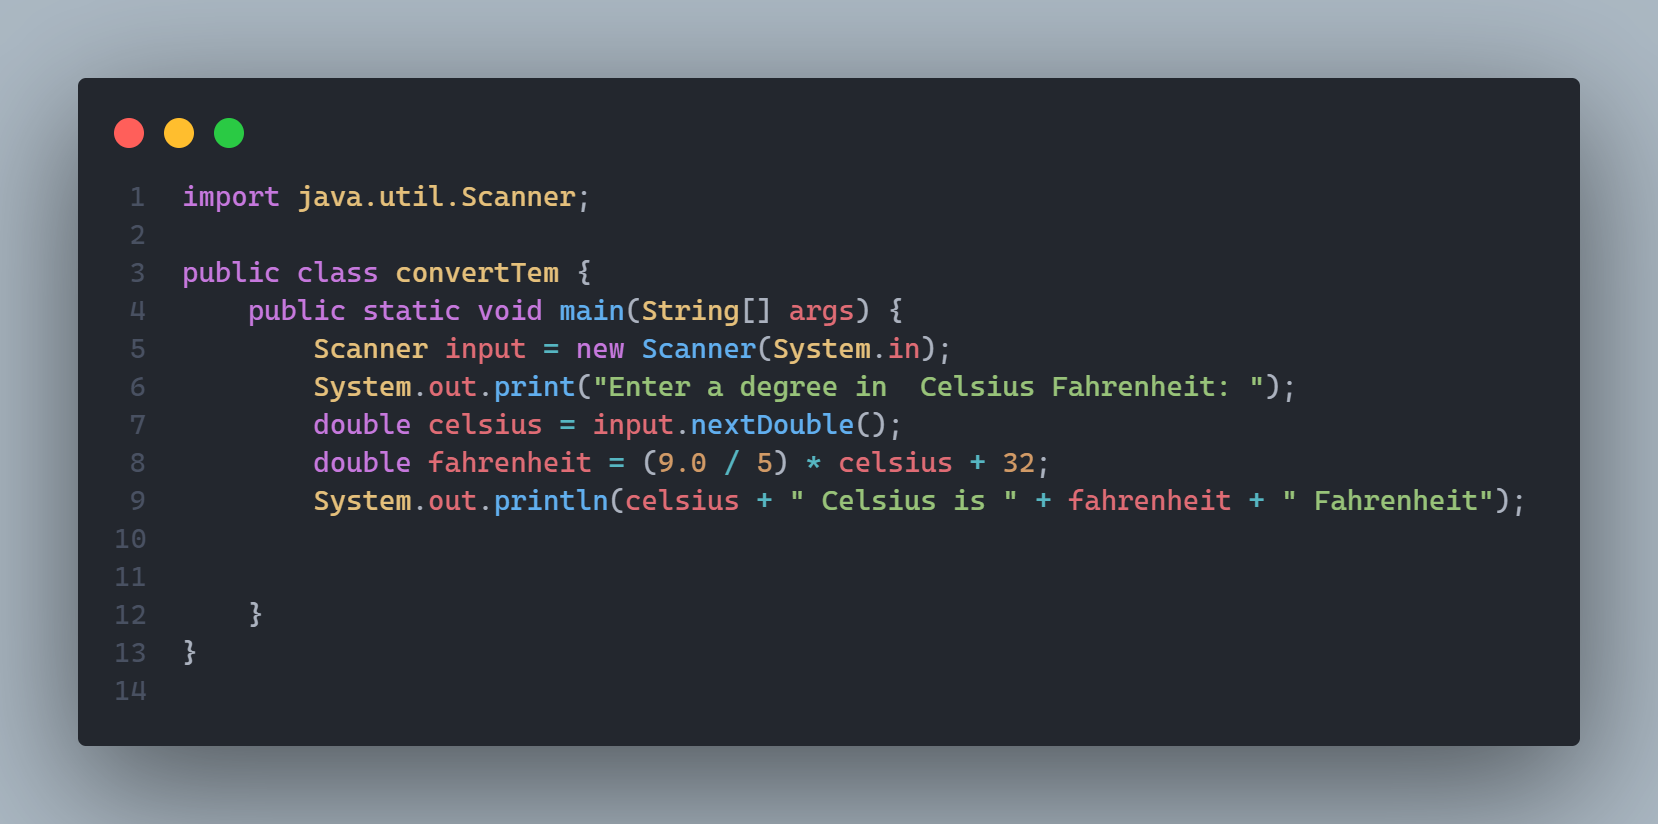 1 import java.util.Scanner;
2
3 public class convertTem {
4     public static void main(String[] args) {
5         Scanner input = new Scanner(System.in);
6         System.out.print("Enter a degree in  Celsius Fahrenheit: ");
7         double celsius = input.nextDouble();
8         double fahrenheit = (9.0 / 5) * celsius + 32;
9         System.out.println(celsius + " Celsius is " + fahrenheit + " Fahrenheit");
10
11
12     }
13 }
14